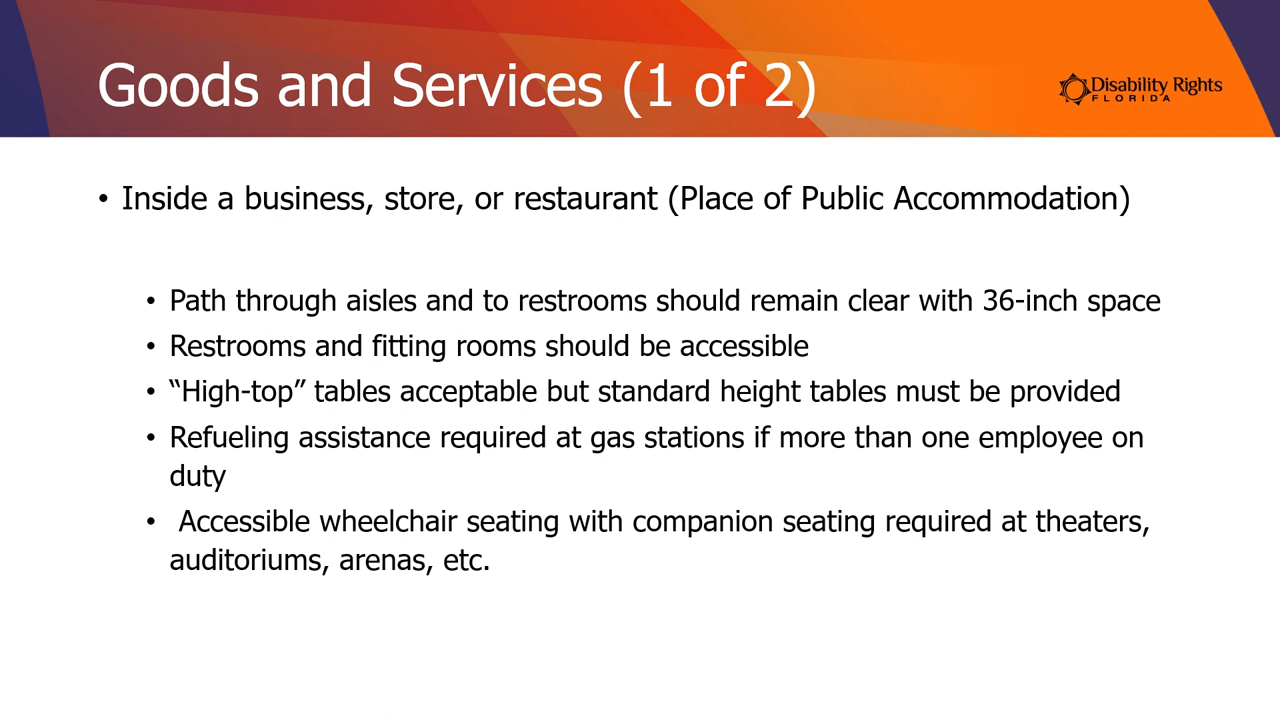 Goods and Services (1 of 2)
Disability Rights
FLORIDA
• Inside a business, store, or restaurant (Place of Public Accommodation)
• Path through aisles and to restrooms should remain clear with 36-inch space
• Restrooms and fitting rooms should be accessible
• “High-top” tables acceptable but standard height tables must be provided
• Refueling assistance required at gas stations if more than one employee on
duty
• Accessible wheelchair seating with companion seating required at theaters,
auditoriums, arenas, etc.